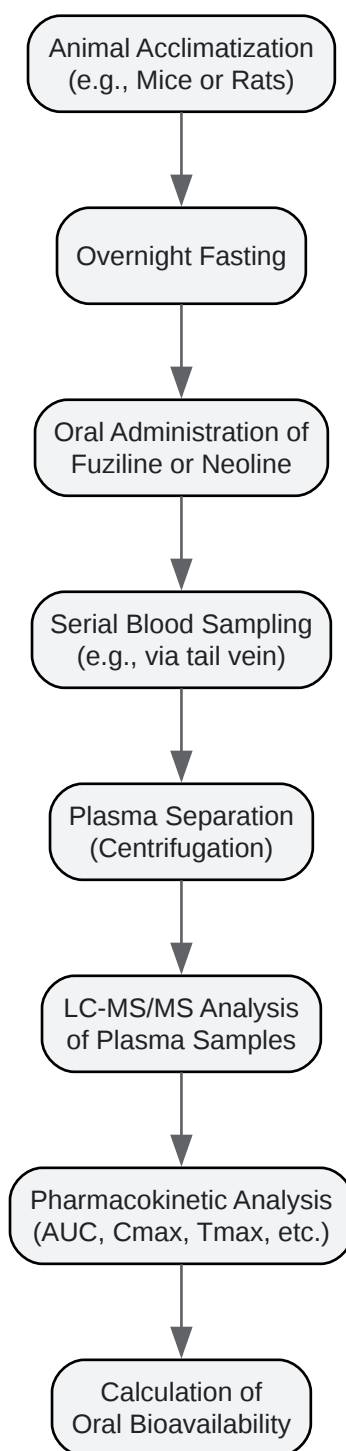 Animal Acclimatization
(e.g., Mice or Rats)
Overnight Fasting
Oral Administration of
Fuziline or Neoline
Serial Blood Sampling
(e.g., via tail vein)
Plasma Separation
(Centrifugation)
LC-MS/MS Analysis
of Plasma Samples
Pharmacokinetic Analysis
(AUC, Cmax, Tmax, etc.)
Calculation of
Oral Bioavailability